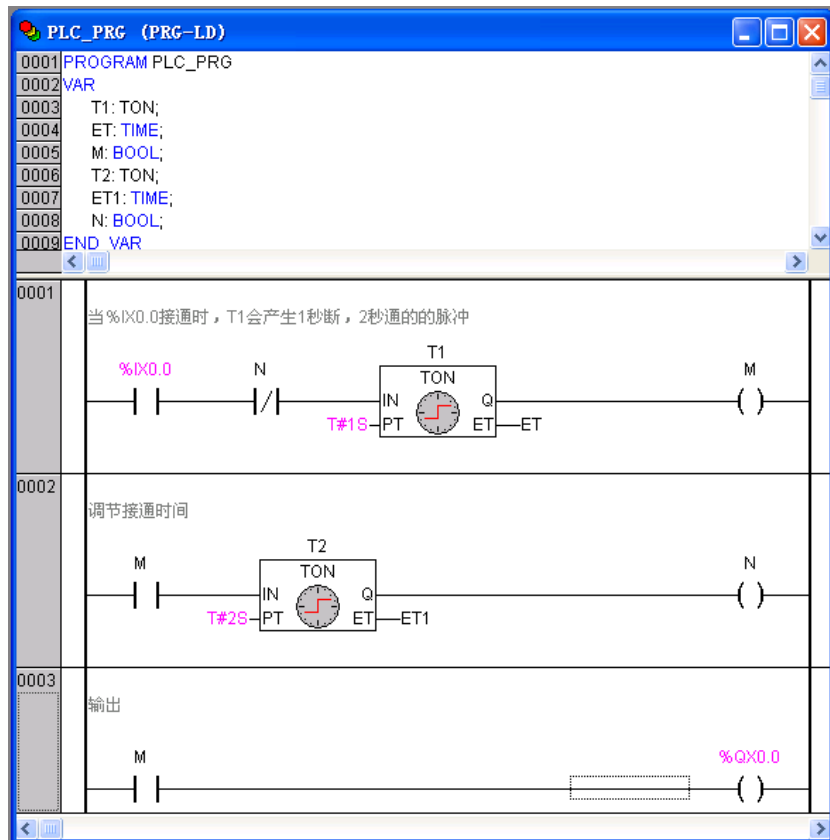 PLC_PRG (PRG-LD)
0001 PROGRAM PLC_PRG
0002 VAR
0003 T1: TON;
0004 ET: TIME;
0005 M: BOOL;
0006 T2: TON;
0007 ET1: TIME;
0008 N: BOOL;
0009 END_VAR
0001
当%IX0.0接通时，T1会产生1秒断，2秒通的的脉冲
T1
%IX0.0 N TON M
IN Q
T#1S PT ET ET
0002
调节接通时间
T2
M TON N
IN Q
T#2S PT ET ET1
0003
输出
M %QX0.0